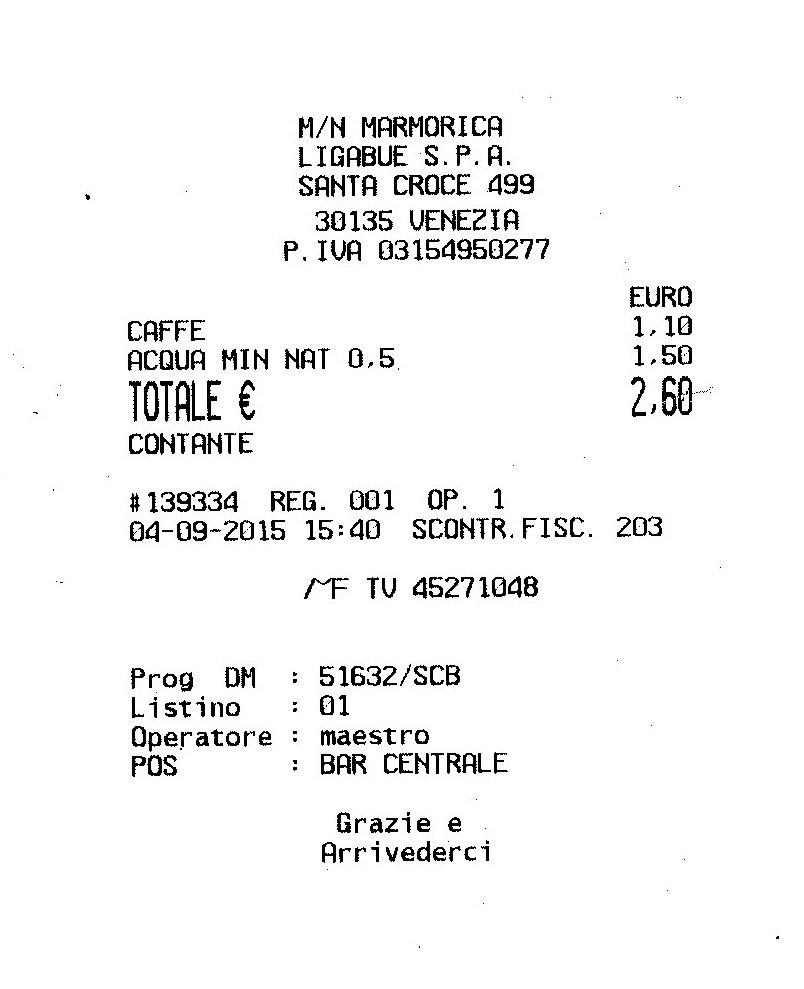 M/N MARMORICA
LIGABUE S.P.A.
SANTA CROCE 499
30135 VENEZIA
P.IVA 03154950277
EURO
CAFFE 1,10
ACQUA MIN NAT 0,5 1,50
TOTALE € 2,60
CONTANTE
#139334 REG. 001 OP. 1
04-09-2015 15:40 SCONTR.FISC. 203
MF TV 45271048
Prog DM : 51632/SCB
Listino : 01
Operatore : maestro
POS : BAR CENTRALE
Grazie e
Arrivederci